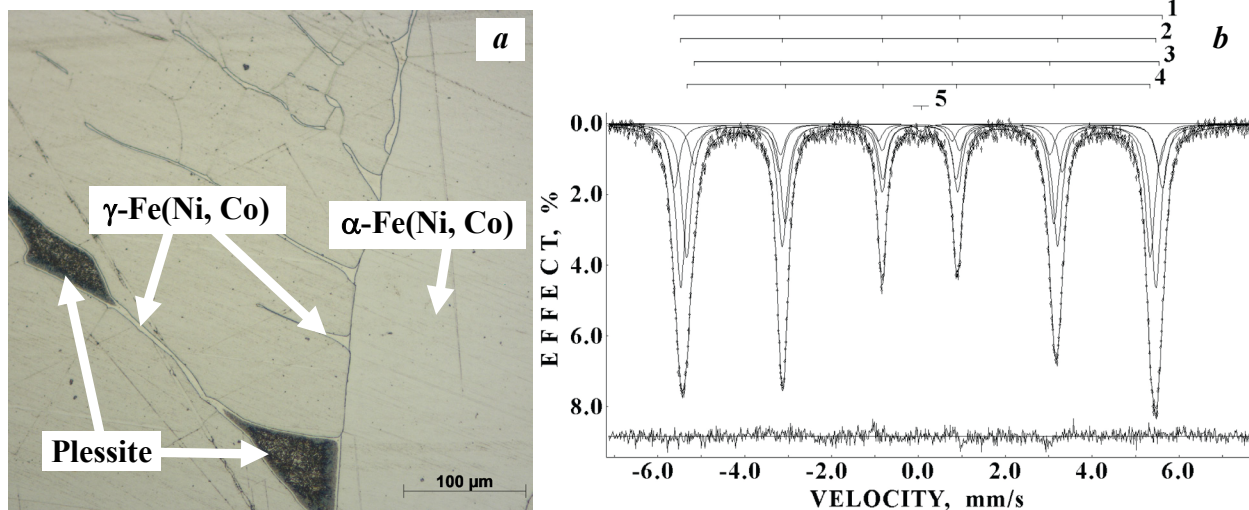 a
γ-Fe(Ni, Co)
α-Fe(Ni, Co)
Plessite
100 µm
b
1
2
3
4
5
0.0
2.0
4.0
6.0
8.0
EFFECT, %
-6.0 -4.0 -2.0 0.0 2.0 4.0 6.0
VELOCITY, mm/s